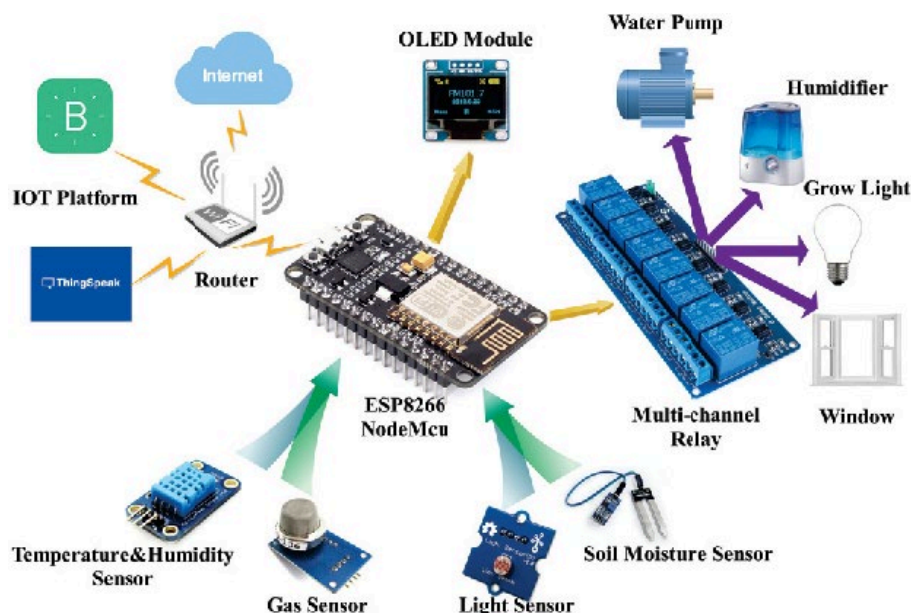 OLED Module
Water Pump
Internet
B
Humidifier
IOT Platform
Grow Light
WiFi
ThingSpeak
Router
ESP8266
NodeMcu
Multi-channel
Relay
Window
Temperature&Humidity
Sensor
Gas Sensor
Light Sensor
Soil Moisture Sensor